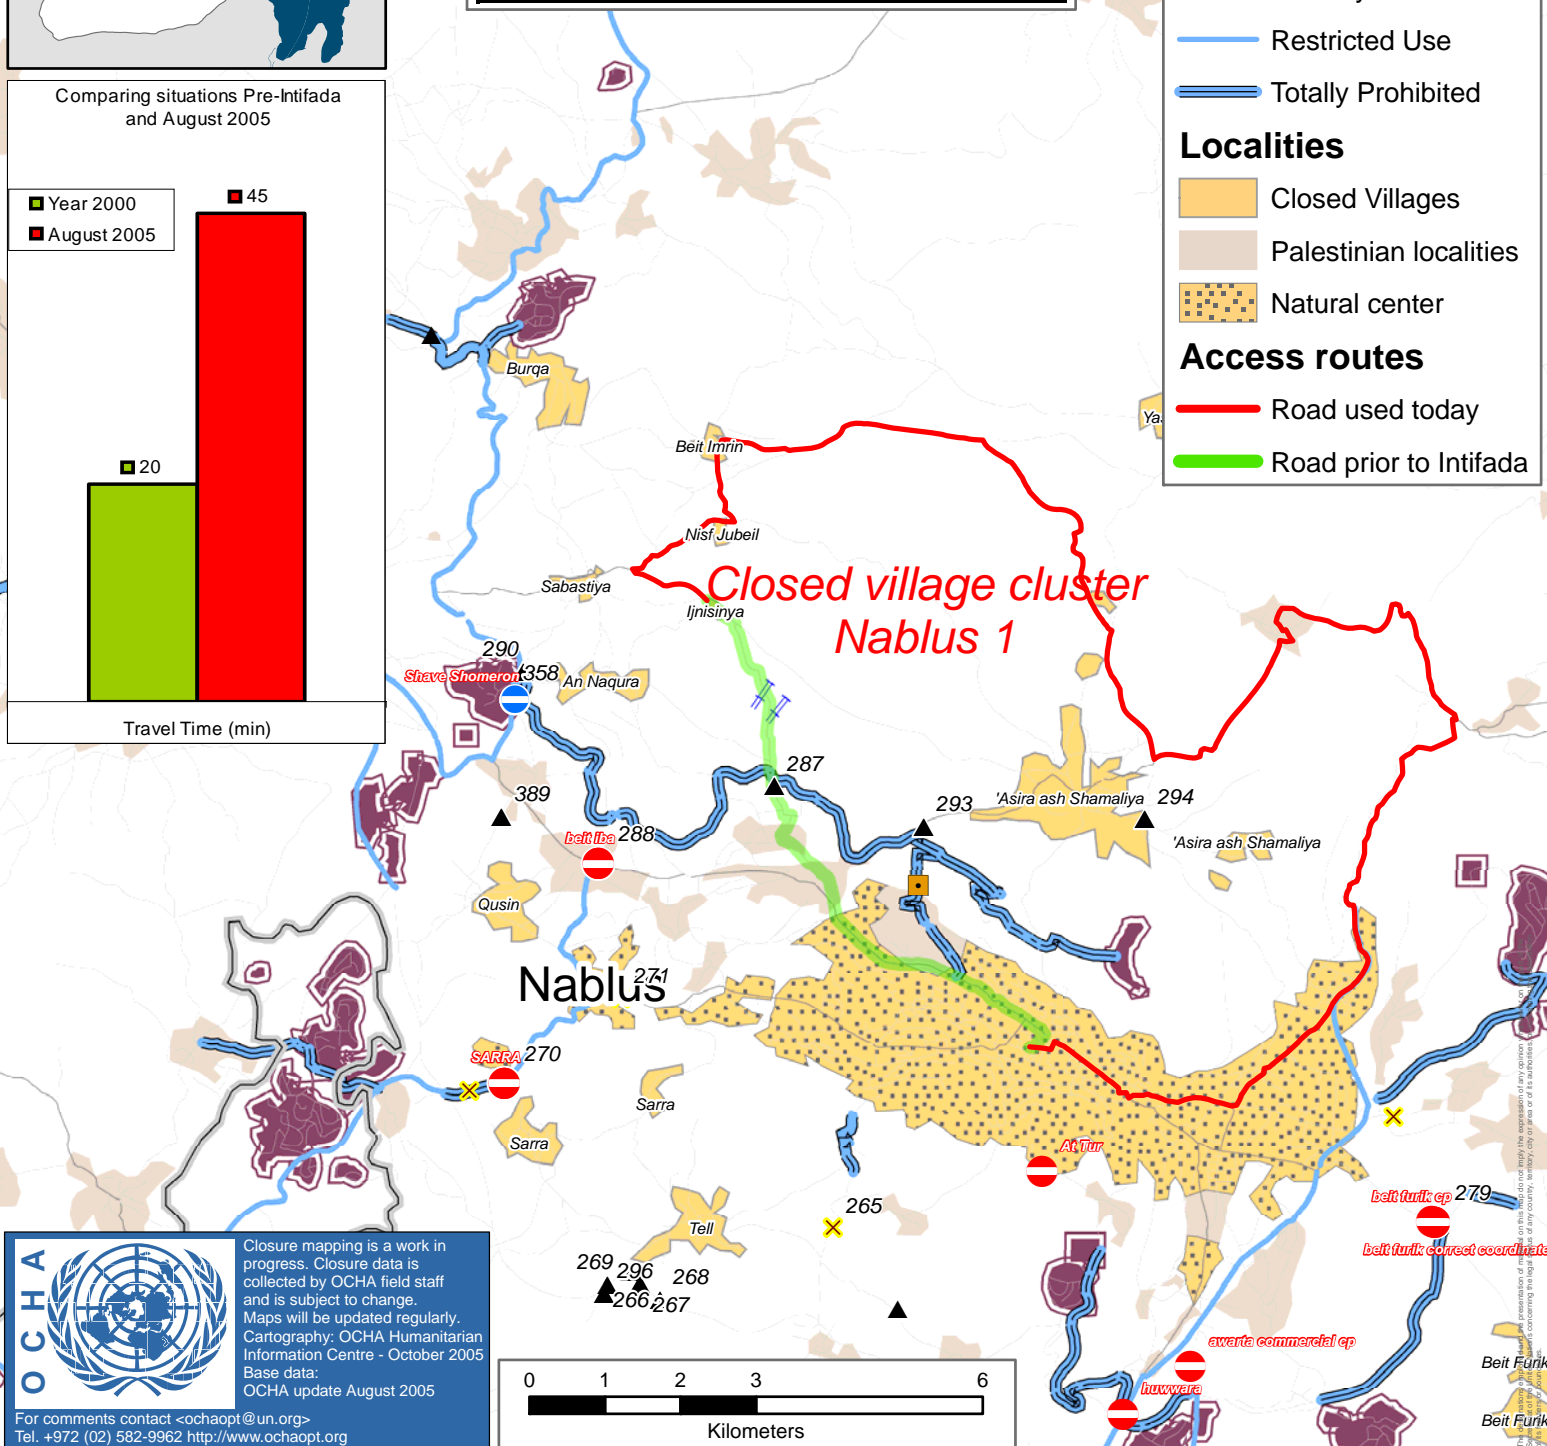 Comparing situations Pre-Intifada
and August 2005
Year 2000
August 2005
45
20
Travel Time (min)
Restricted Use
Totally Prohibited
Localities
Closed Villages
Palestinian localities
Natural center
Access routes
Road used today
Road prior to Intifada
Burqa
Beit Imrin
Nisf Jubeil
Sabastiya
Ijnisinya
Closed village cluster
Nablus 1
290
Shave Shomeron
358
An Naqura
287
389
293
'Asira ash Shamaliya
294
'Asira ash Shamaliya
beit iba
288
Qusin
Nablus
271
SARRA
270
Sarra
Sarra
At Tur
Tell
265
beit furik cp
279
beit furik correct coordinate
269
296
268
266
267
awarta commercial cp
huwwara
Beit Furik
Beit Furik
OCHA
Closure mapping is a work in
progress. Closure data is
collected by OCHA field staff
and is subject to change.
Maps will be updated regularly.
Cartography: OCHA Humanitarian
Information Centre - October 2005
Base data:
OCHA update August 2005
For comments contact <ochaopt@un.org>
Tel. +972 (02) 582-9962 http://www.ochaopt.org
0 1 2 3 6
Kilometers